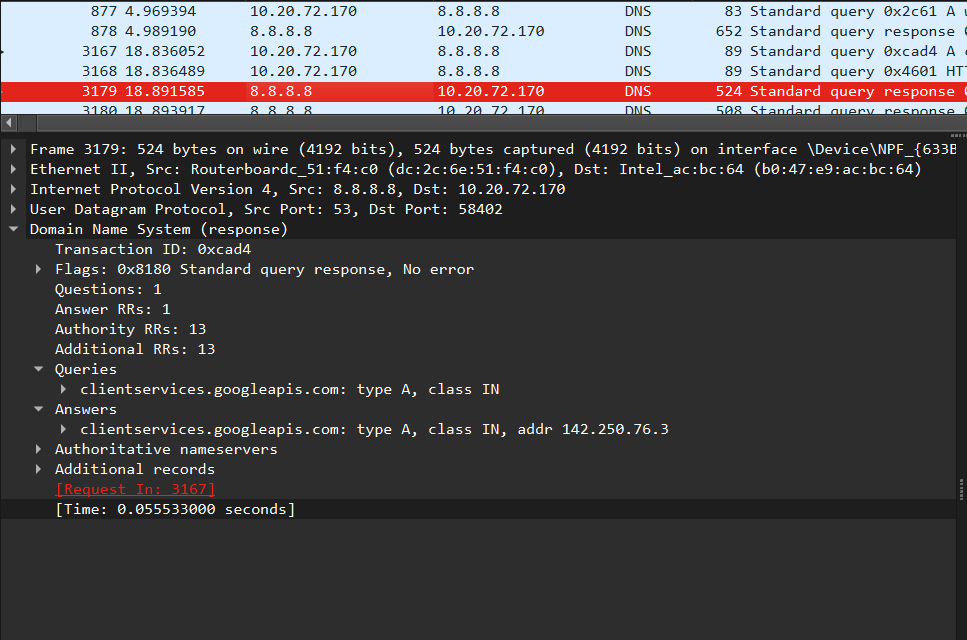 877 4.969394 10.20.72.170 8.8.8.8 DNS 83 Standard query 0x2c61 A
878 4.989190 8.8.8.8 10.20.72.170 DNS 652 Standard query response
3167 18.836052 10.20.72.170 8.8.8.8 DNS 89 Standard query 0xcad4 A
3168 18.836489 10.20.72.170 8.8.8.8 DNS 89 Standard query 0x4601 HT
3179 18.891585 8.8.8.8 10.20.72.170 DNS 524 Standard query response
3180 18.893917 8.8.8.8 10.20.72.170 DNS 508 Standard query response
Frame 3179: 524 bytes on wire (4192 bits), 524 bytes captured (4192 bits) on interface \Device\NPF_{633B
Ethernet II, Src: Routerboardc_51:f4:c0 (dc:2c:6e:51:f4:c0), Dst: Intel_ac:bc:64 (b0:47:e9:ac:bc:64)
Internet Protocol Version 4, Src: 8.8.8.8, Dst: 10.20.72.170
User Datagram Protocol, Src Port: 53, Dst Port: 58402
Domain Name System (response)
Transaction ID: 0xcad4
Flags: 0x8180 Standard query response, No error
Questions: 1
Answer RRs: 1
Authority RRs: 13
Additional RRs: 13
Queries
clientservices.googleapis.com: type A, class IN
Answers
clientservices.googleapis.com: type A, class IN, addr 142.250.76.3
Authoritative nameservers
Additional records
[Request In: 3167]
[Time: 0.055533000 seconds]